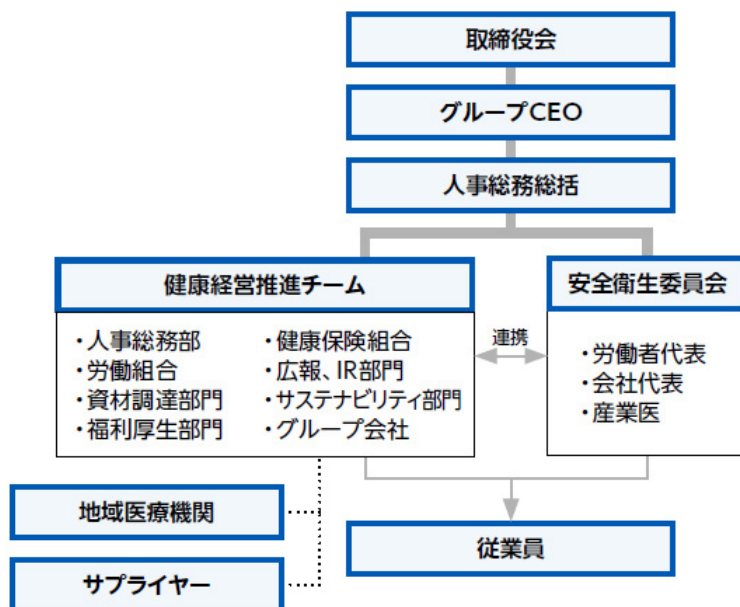 取締役会
グループCEO
人事総務総括
健康経営推進チーム
・人事総務部
・労働組合
・資材調達部門
・福利厚生部門
・健康保険組合
・広報、IR部門
・サステナビリティ部門
・グループ会社
連携
安全衛生委員会
・労働者代表
・会社代表
・産業医
地域医療機関
サプライヤー
従業員